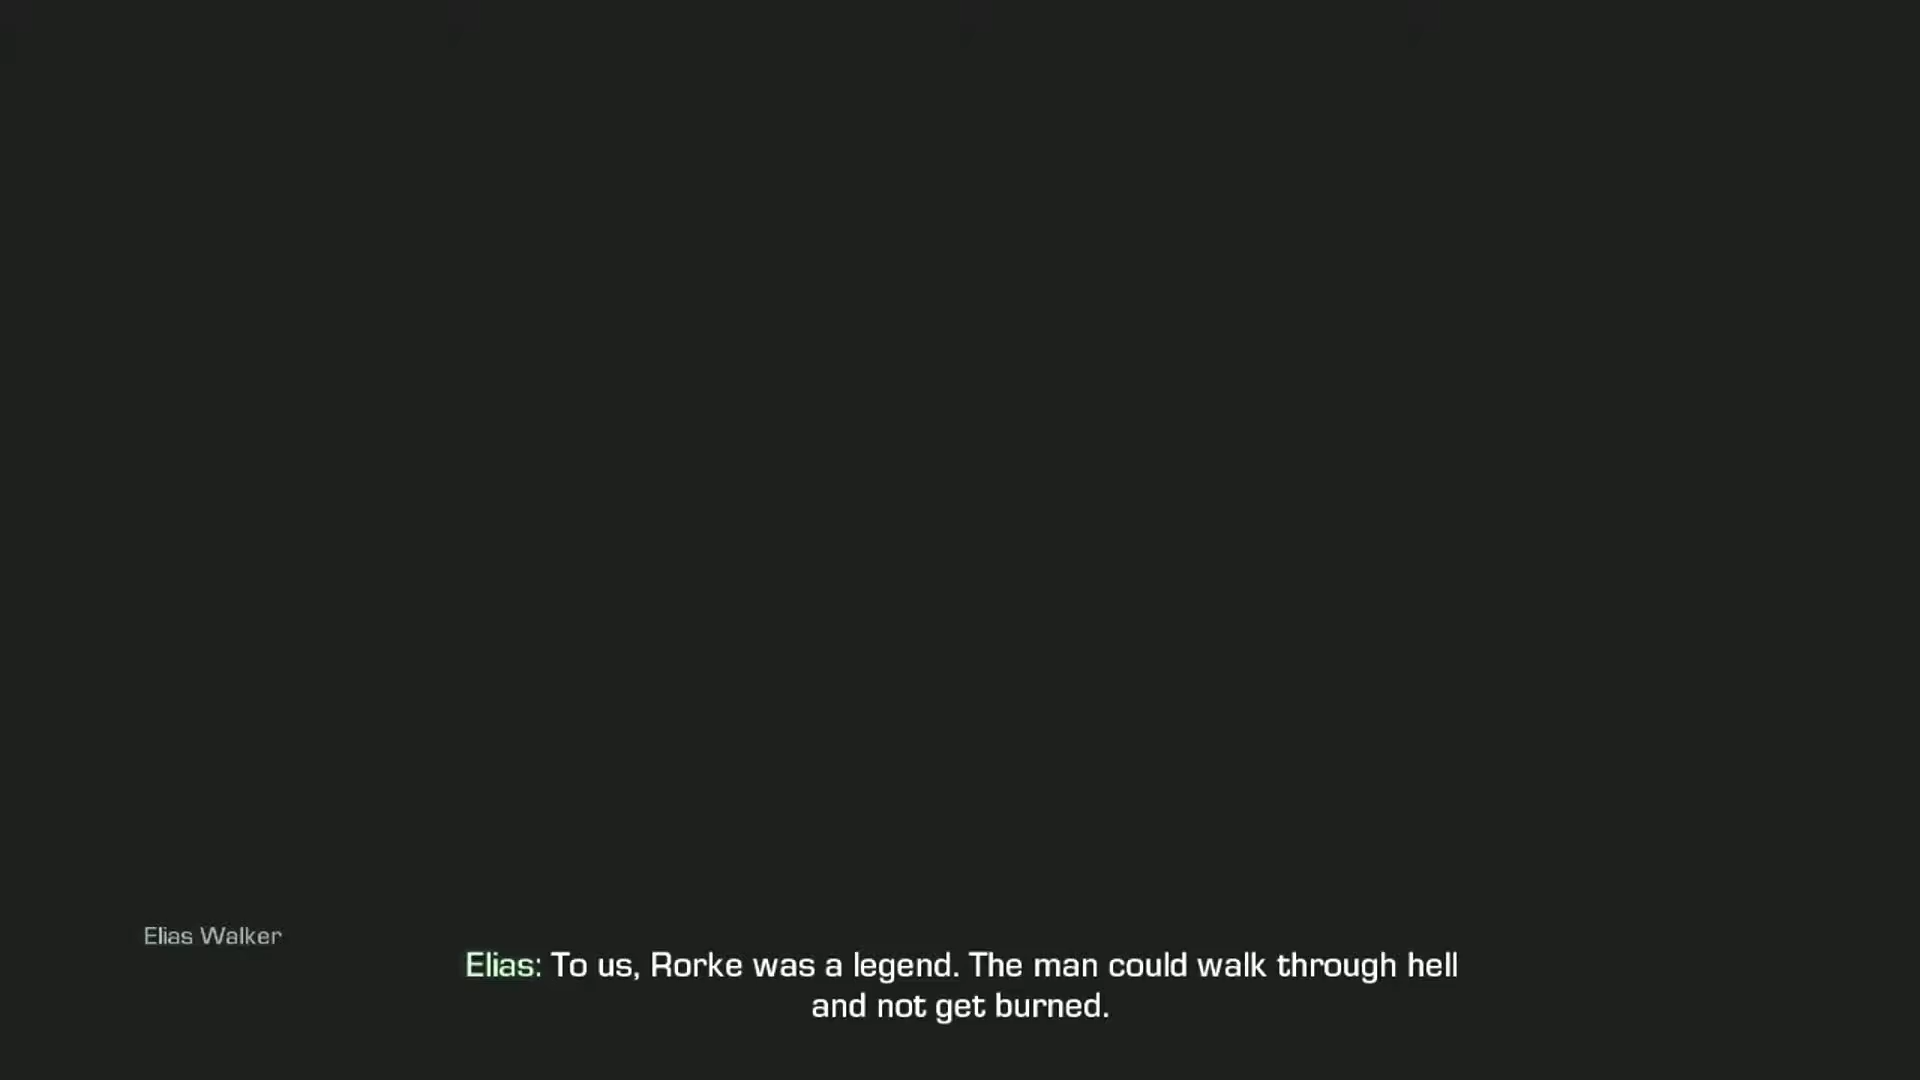 Elias Walker
Elias: To us, Rorke was a legend. The man could walk through hell
and not get burned.